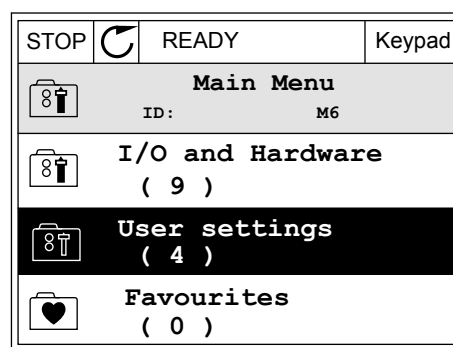 STOP READY Keypad
Main Menu
ID: M6
I/O and Hardware
( 9 )
User settings
( 4 )
Favourites
( 0 )